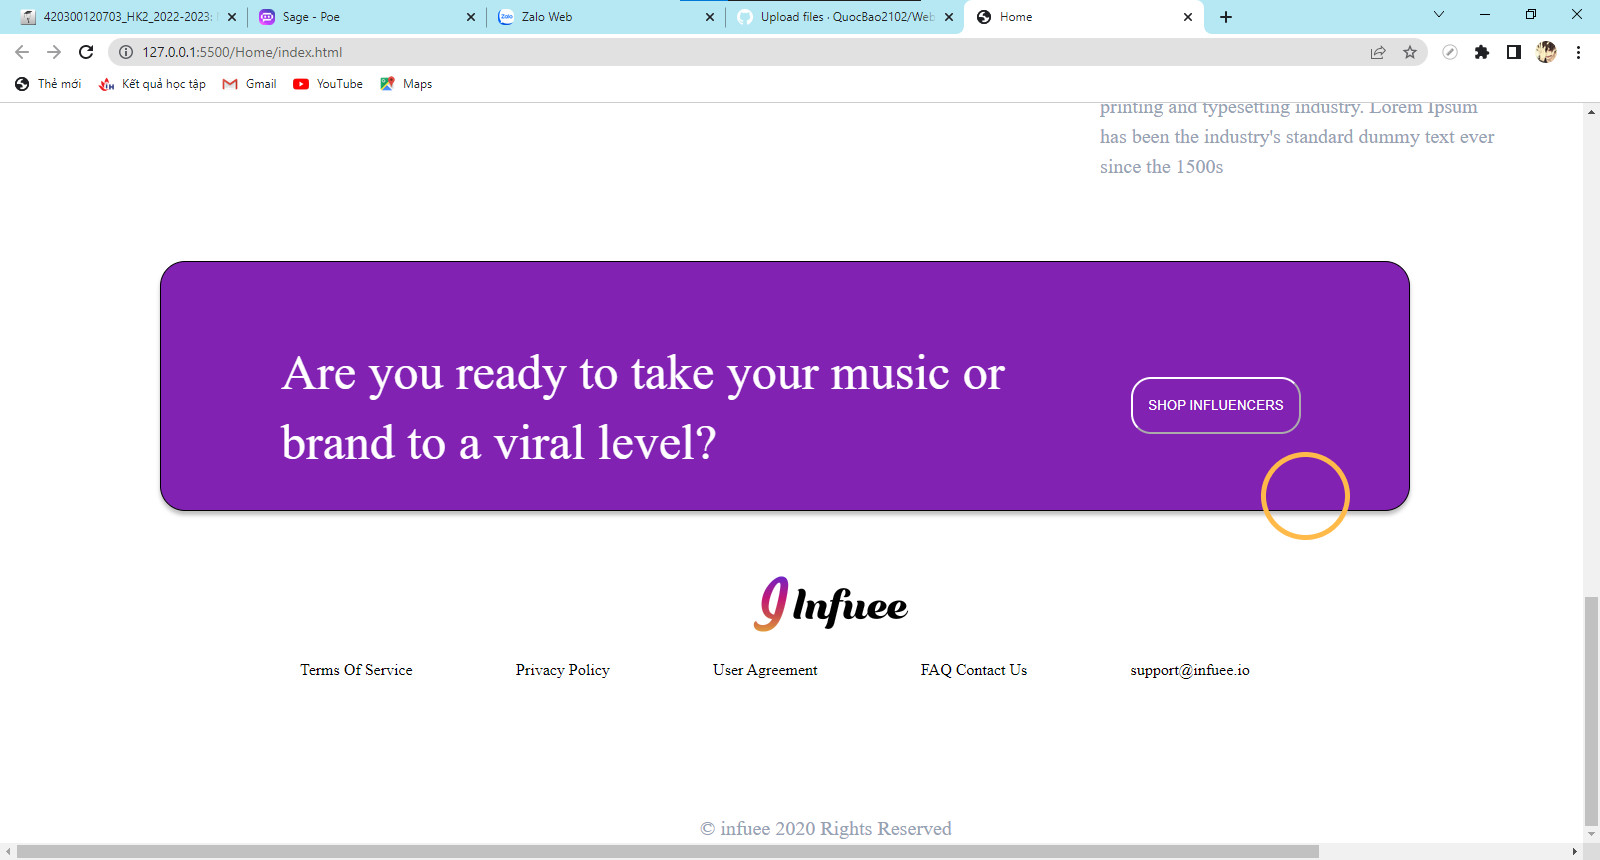 420300120703_HK2_2022-2023:
Sage - Poe
Zalo Web
Upload files · QuocBao2102/Web
Home
127.0.0.1:5500/Home/index.html
Thẻ mới
Kết quả học tập
Gmail
YouTube
Maps
printing and typesetting industry. Lorem Ipsum
has been the industry's standard dummy text ever
since the 1500s
Are you ready to take your music or
brand to a viral level?
SHOP INFLUENCERS
Infuee
Terms Of Service
Privacy Policy
User Agreement
FAQ Contact Us
support@infuee.io
© infuee 2020 Rights Reserved